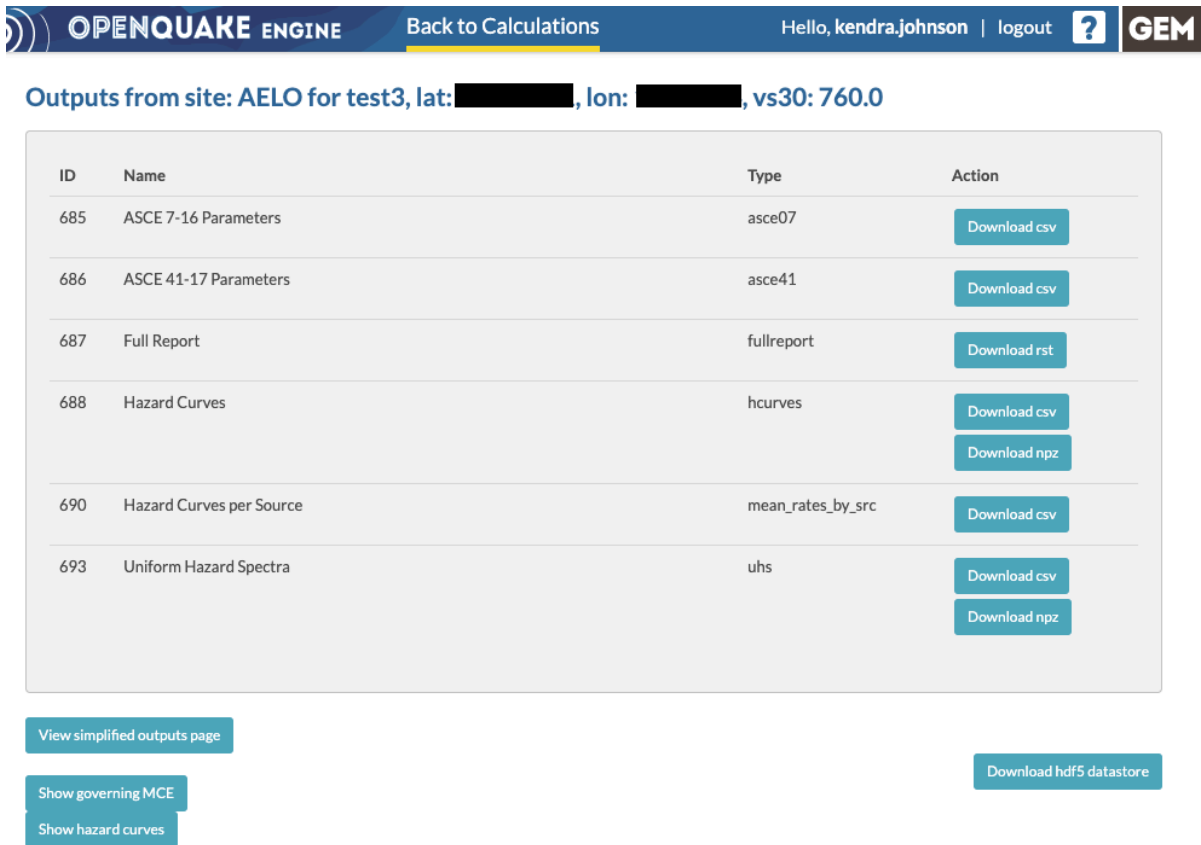 OPENQUAKE ENGINE Back to Calculations Hello, kendra.johnson | logout ? GEM
Outputs from site: AELO for test3, lat: , lon: , vs30: 760.0
ID Name Type Action
685 ASCE 7-16 Parameters asce07 Download csv
686 ASCE 41-17 Parameters asce41 Download csv
687 Full Report fullreport Download rst
688 Hazard Curves hcurves Download csv
Download npz
690 Hazard Curves per Source mean_rates_by_src Download csv
693 Uniform Hazard Spectra uhs Download csv
Download npz
View simplified outputs page
Download hdf5 datastore
Show governing MCE
Show hazard curves